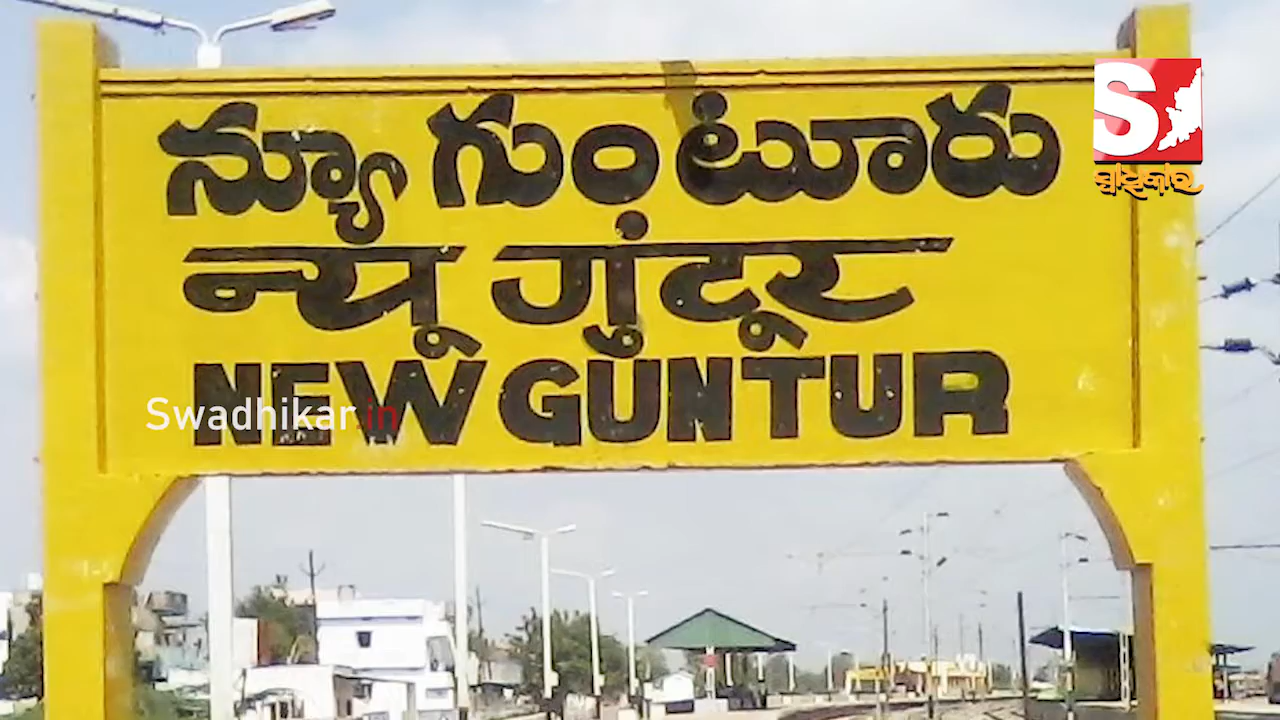 న్యూ గుంటూరు
न्यू गुंटूर
NEW GUNTUR
Swadhikar.in
S
ସ୍ୱାଧିକାର